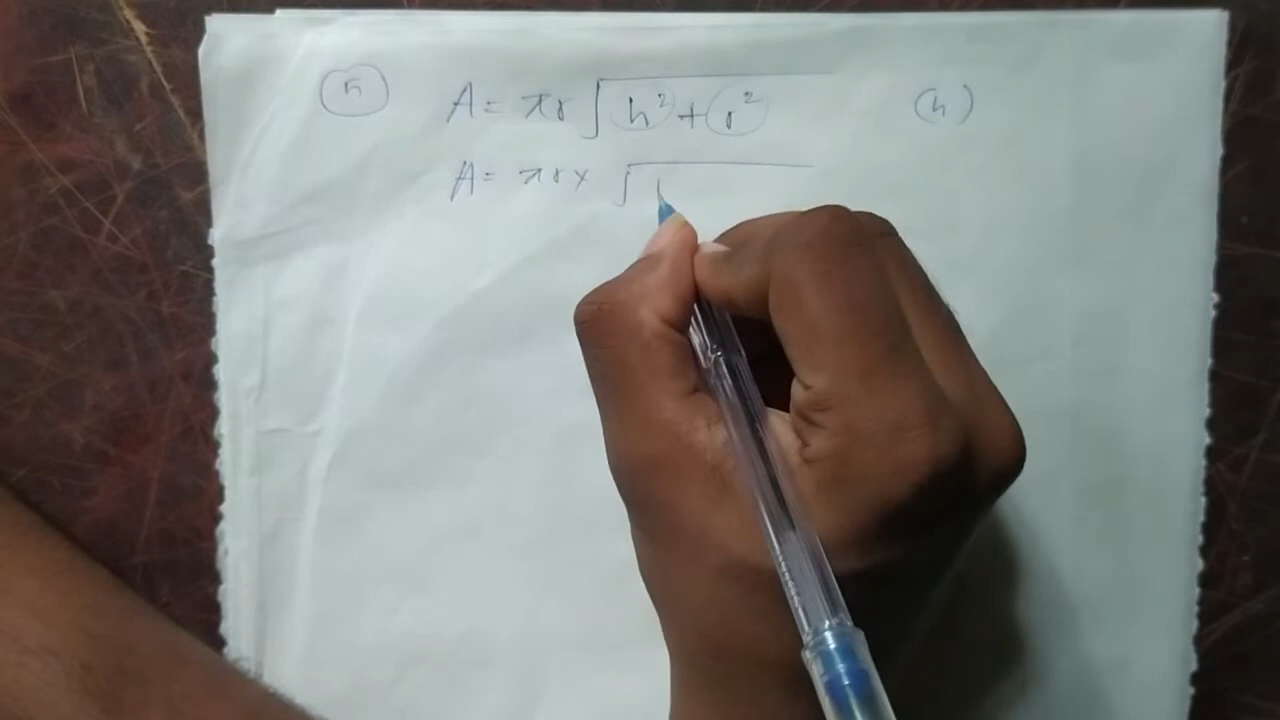 (h) A = πr √h² + r² (h)
A = πr × √